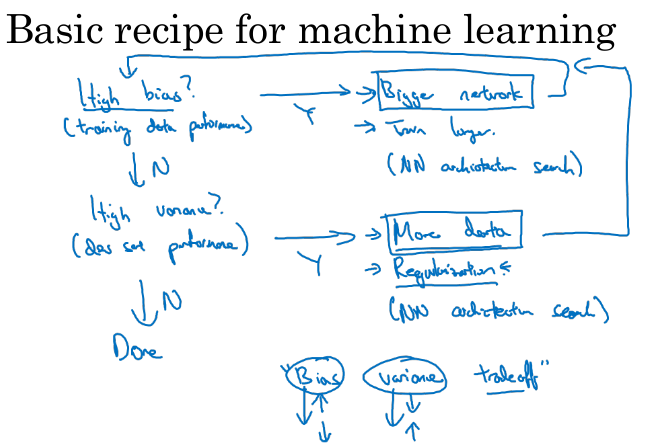 Basic recipe for machine learning
High bias?
Y
→ Bigger network
(training data performance)
→ Train longer.
N
(NN architecture search)
High variance?
(dev set performance)
Y
→ More data
→ Regularization
N
(NN architecture search)
Done
"Bias variance tradeoff"